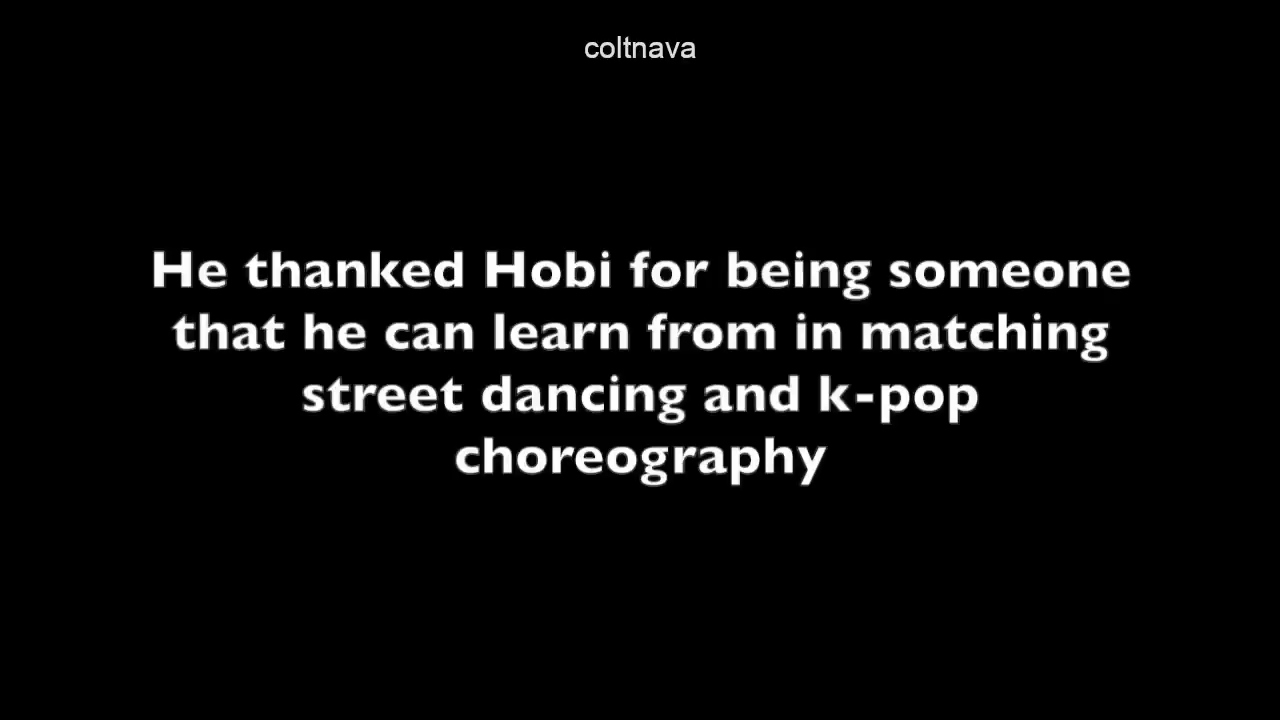 coltnava
He thanked Hobi for being someone
that he can learn from in matching
street dancing and k-pop
choreography